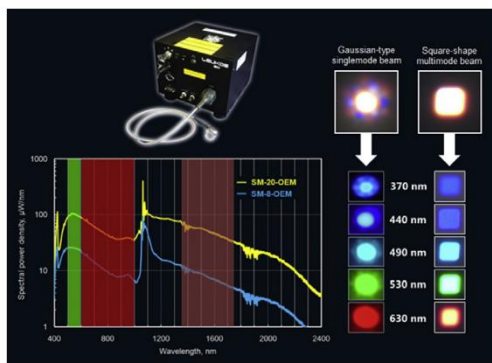 LEUKOS
Gaussian-type
singlemode beam
Square-shape
multimode beam
370 nm
440 nm
490 nm
530 nm
630 nm
Spectral power density, µW/nm
1000
100
10
1
SM-20-OEM
SM-8-OEM
400
800
1200
1600
2000
2400
Wavelength, nm